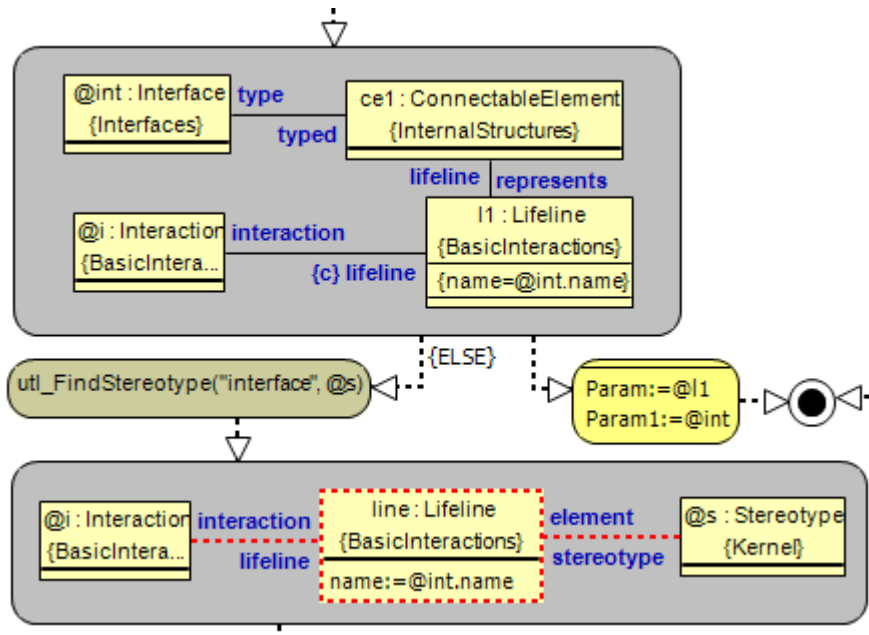 @int : Interface
{Interfaces}
type
typed
ce1 : ConnectableElement
{InternalStructures}
lifeline
represents
@i : Interaction
{BasicIntera...
interaction
{c} lifeline
l1 : Lifeline
{BasicInteractions}
{name=@int.name}
{ELSE}
utl_FindStereotype("interface", @s)
Param:=@l1
Param1:=@int
@i : Interaction
{BasicIntera...
interaction
lifeline
line : Lifeline
{BasicInteractions}
name:=@int.name
element
stereotype
@s : Stereotype
{Kernel}